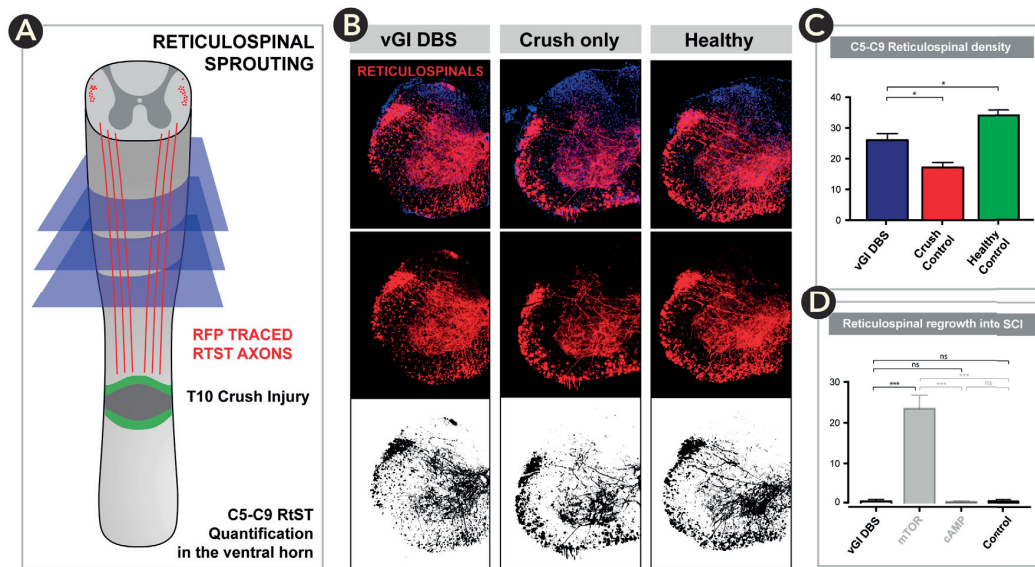 A
RETICULOSPINAL
SPROUTING
RFP TRACED
RTST AXONS
T10 Crush Injury
C5-C9 RtST
Quantification
in the ventral horn
B
vGI DBS
Crush only
Healthy
RETICULOSPINALS
C
C5-C9 Reticulospinal density
*
*
40
30
20
10
0
vGI DBS
Crush
Control
Healthy
Control
D
Reticulospinal regrowth into SCI
ns
ns
***
***
***
ns
30
20
10
0
vGI DBS
mTOR
cAMP
Control